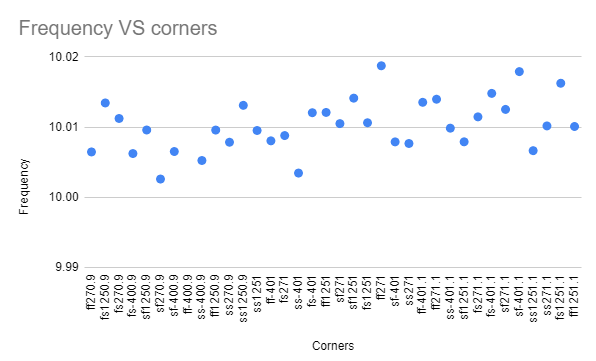 Frequency VS corners
10.02
10.01
10.00
9.99
Frequency
ff270.9
fs1250.9
fs270.9
fs-400.9
sf1250.9
sf270.9
sf-400.9
ff-400.9
ss-400.9
ff1250.9
ss270.9
ss1250.9
ss1251
ff-401
fs271
ss-401
fs-401
ff1251
sf271
sf1251
fs1251
ff271
sf-401
ss271
ff-401.1
ff271.1
ss-401.1
sf1251.1
fs271.1
fs-401.1
sf271.1
sf-401.1
ss1251.1
ss271.1
fs1251.1
ff1251.1
Corners